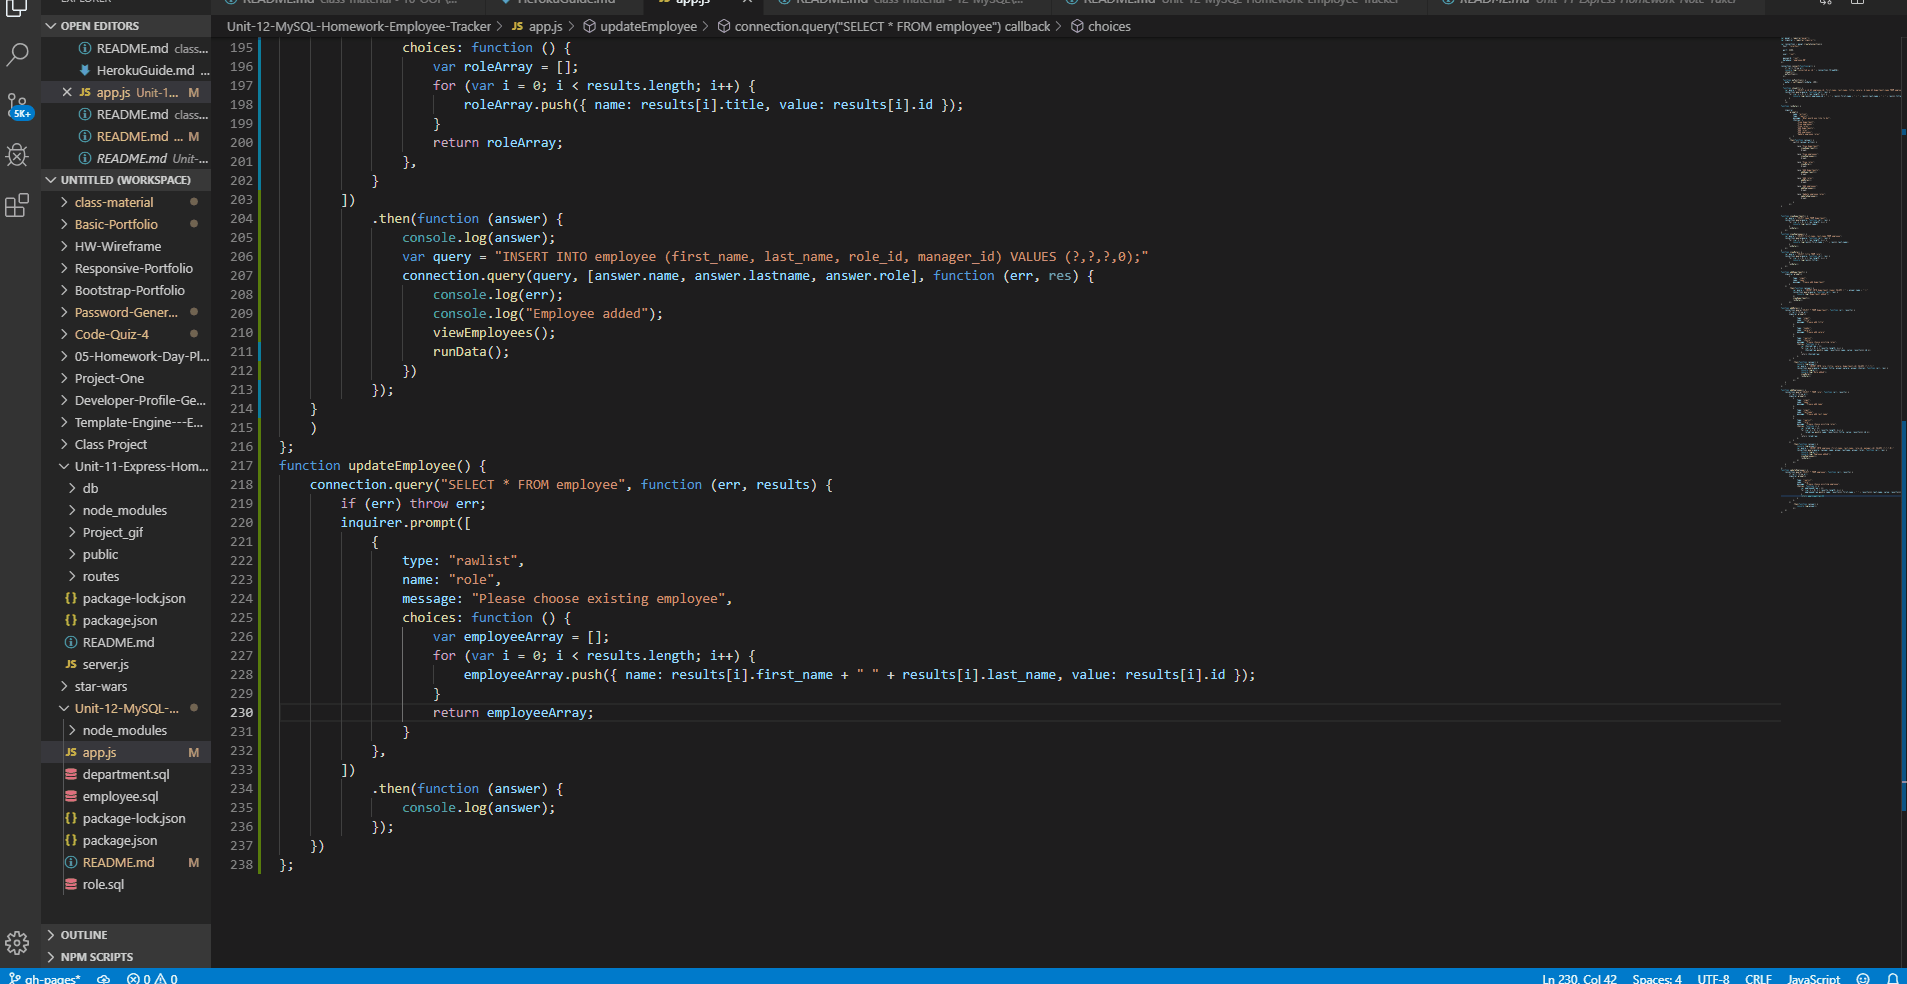 OPEN EDITORS
README.md class...
HerokuGuide.md ...
JS app.js Unit-1... M
README.md class...
README.md ... M
README.md Unit-...
UNTITLED (WORKSPACE)
class-material
Basic-Portfolio
HW-Wireframe
Responsive-Portfolio
Bootstrap-Portfolio
Password-Gener...
Code-Quiz-4
05-Homework-Day-Pl...
Project-One
Developer-Profile-Ge...
Template-Engine---E...
Class Project
Unit-11-Express-Hom...
db
node_modules
Project_gif
public
routes
{} package-lock.json
{} package.json
README.md
JS server.js
star-wars
Unit-12-MySQL-...
node_modules
JS app.js M
department.sql
employee.sql
{} package-lock.json
{} package.json
README.md M
role.sql
OUTLINE
NPM SCRIPTS
5K+
Unit-12-MySQL-Homework-Employee-Tracker > JS app.js > updateEmployee > connection.query("SELECT * FROM employee") callback > choices
195 choices: function () {
196 var roleArray = [];
197 for (var i = 0; i < results.length; i++) {
198 roleArray.push({ name: results[i].title, value: results[i].id });
199 }
200 return roleArray;
201 },
202 }
203 ])
204 .then(function (answer) {
205 console.log(answer);
206 var query = "INSERT INTO employee (first_name, last_name, role_id, manager_id) VALUES (?,?,?,0);"
207 connection.query(query, [answer.name, answer.lastname, answer.role], function (err, res) {
208 console.log(err);
209 console.log("Employee added");
210 viewEmployees();
211 runData();
212 })
213 });
214 }
215 )
216 };
217 function updateEmployee() {
218 connection.query("SELECT * FROM employee", function (err, results) {
219 if (err) throw err;
220 inquirer.prompt([
221 {
222 type: "rawlist",
223 name: "role",
224 message: "Please choose existing employee",
225 choices: function () {
226 var employeeArray = [];
227 for (var i = 0; i < results.length; i++) {
228 employeeArray.push({ name: results[i].first_name + " " + results[i].last_name, value: results[i].id });
229 }
230 return employeeArray;
231 }
232 },
233 ])
234 .then(function (answer) {
235 console.log(answer);
236 });
237 })
238 };
gh-pages* 0 0 Ln 230, Col 42 Spaces: 4 UTF-8 CRLF JavaScript